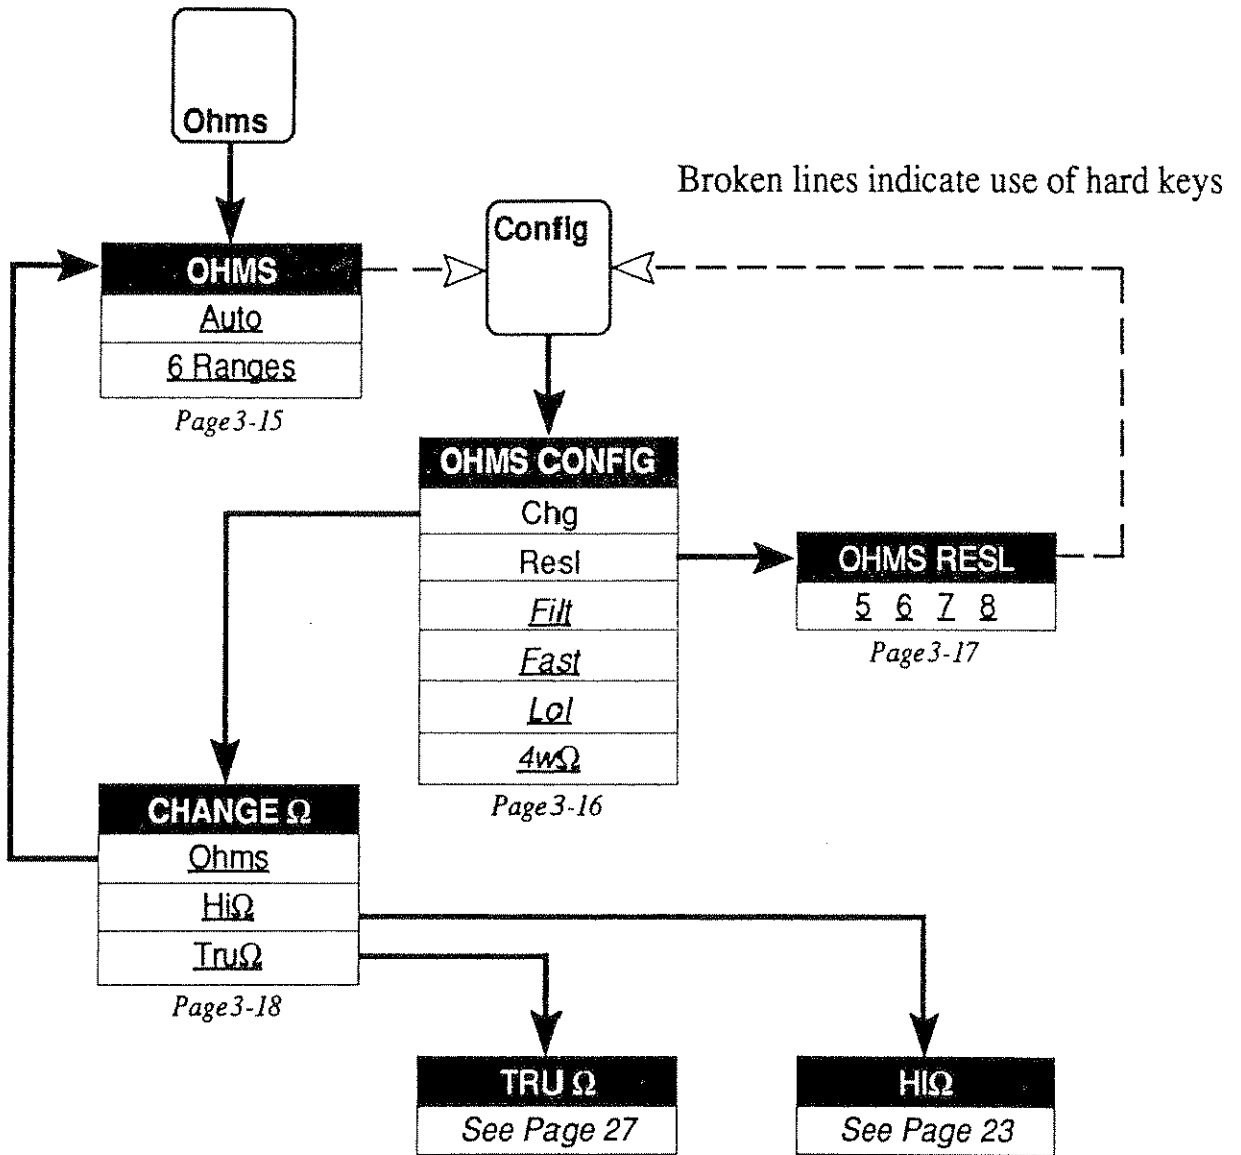 Ohms
Broken lines indicate use of hard keys
Config
OHMS
Auto
6 Ranges
Page 3-15
OHMS CONFIG
Chg
Resl
Filt
Fast
LoI
4wΩ
Page 3-16
OHMS RESL
5 6 7 8
Page 3-17
CHANGE Ω
Ohms
HiΩ
TruΩ
Page 3-18
TRU Ω
See Page 27
HIΩ
See Page 23